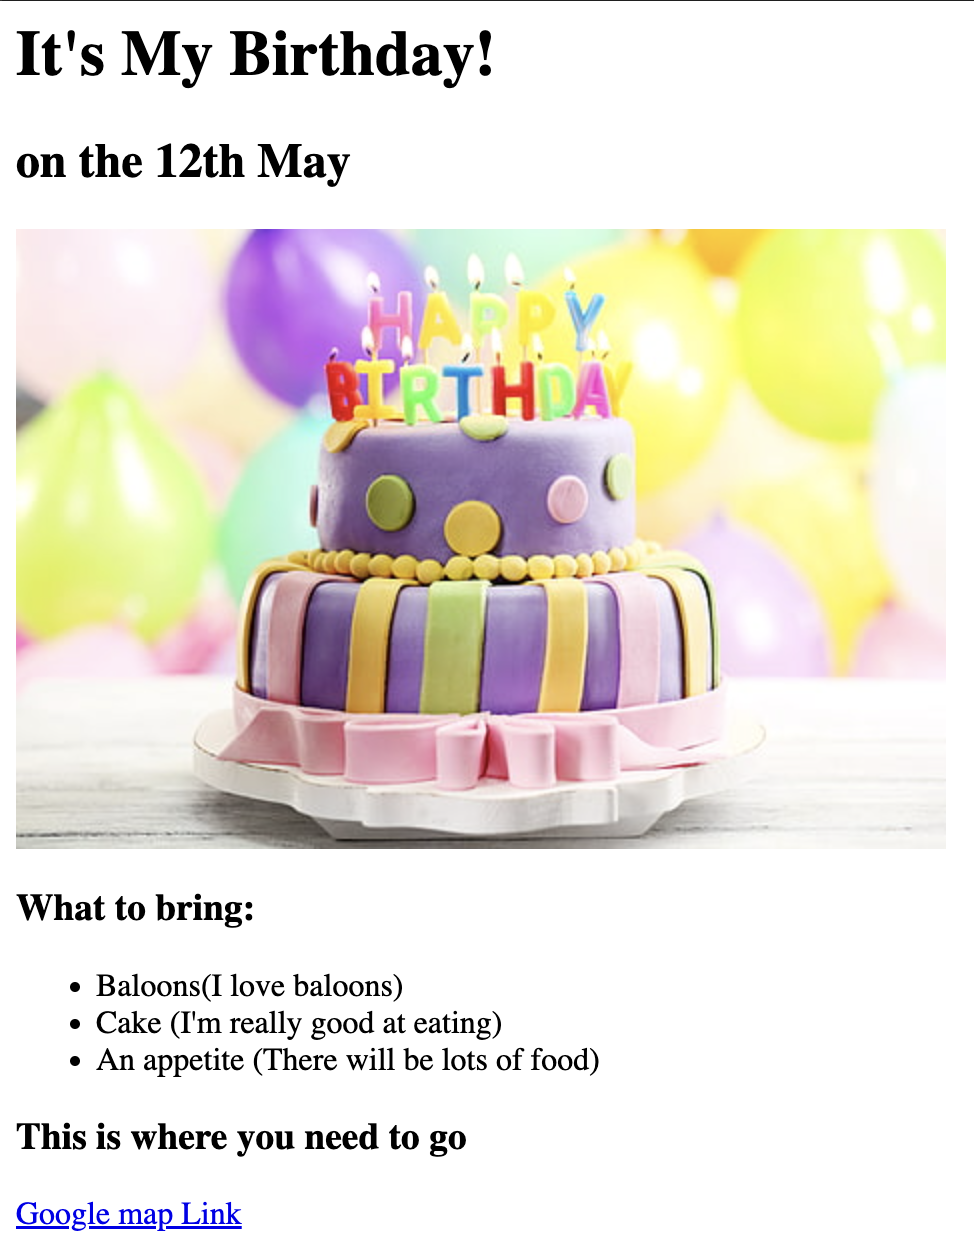 It's My Birthday!
on the 12th May
HAPPY
BIRTHDAY
What to bring:
Baloons(I love baloons)
Cake (I'm really good at eating)
An appetite (There will be lots of food)
This is where you need to go
Google map Link